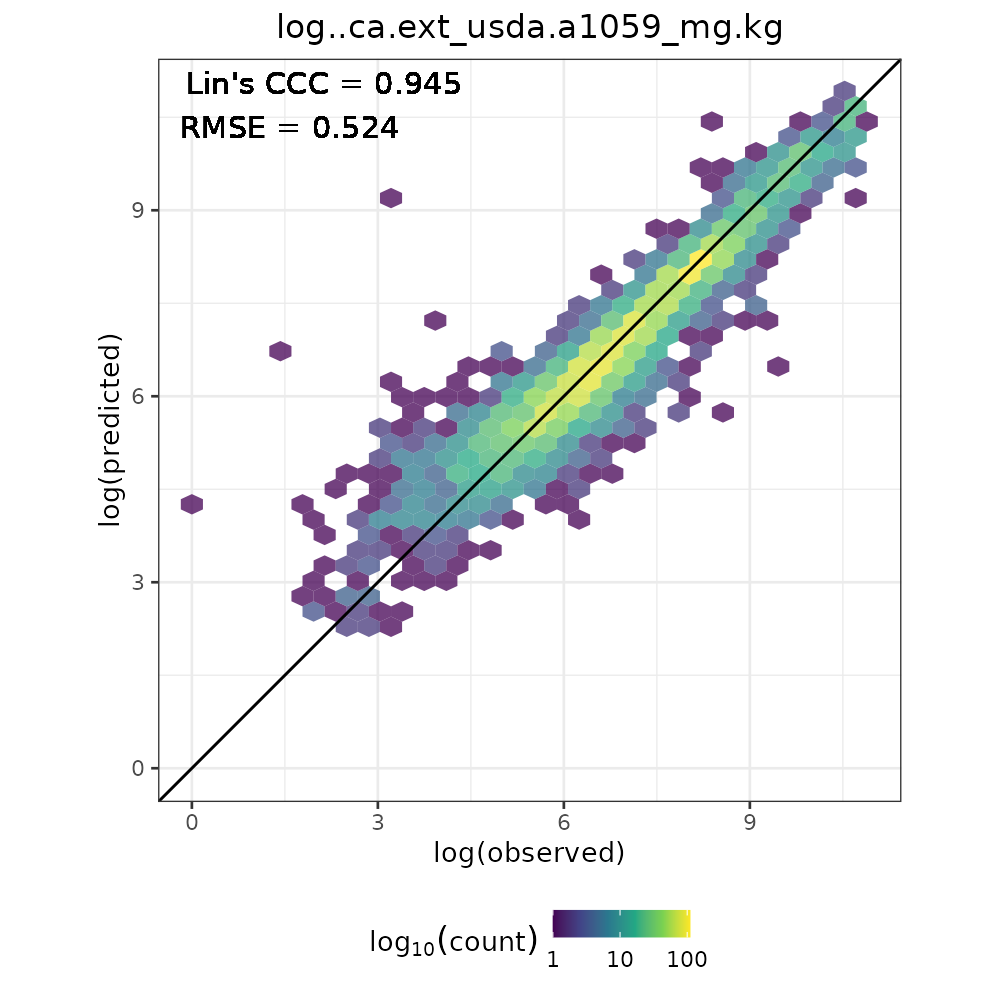 log..ca.ext_usda.a1059_mg.kg
Lin's CCC = 0.945
RMSE = 0.524
9
6
3
0
log(predicted)
0 3 6 9
log(observed)
log₁₀(count)
1 10 100